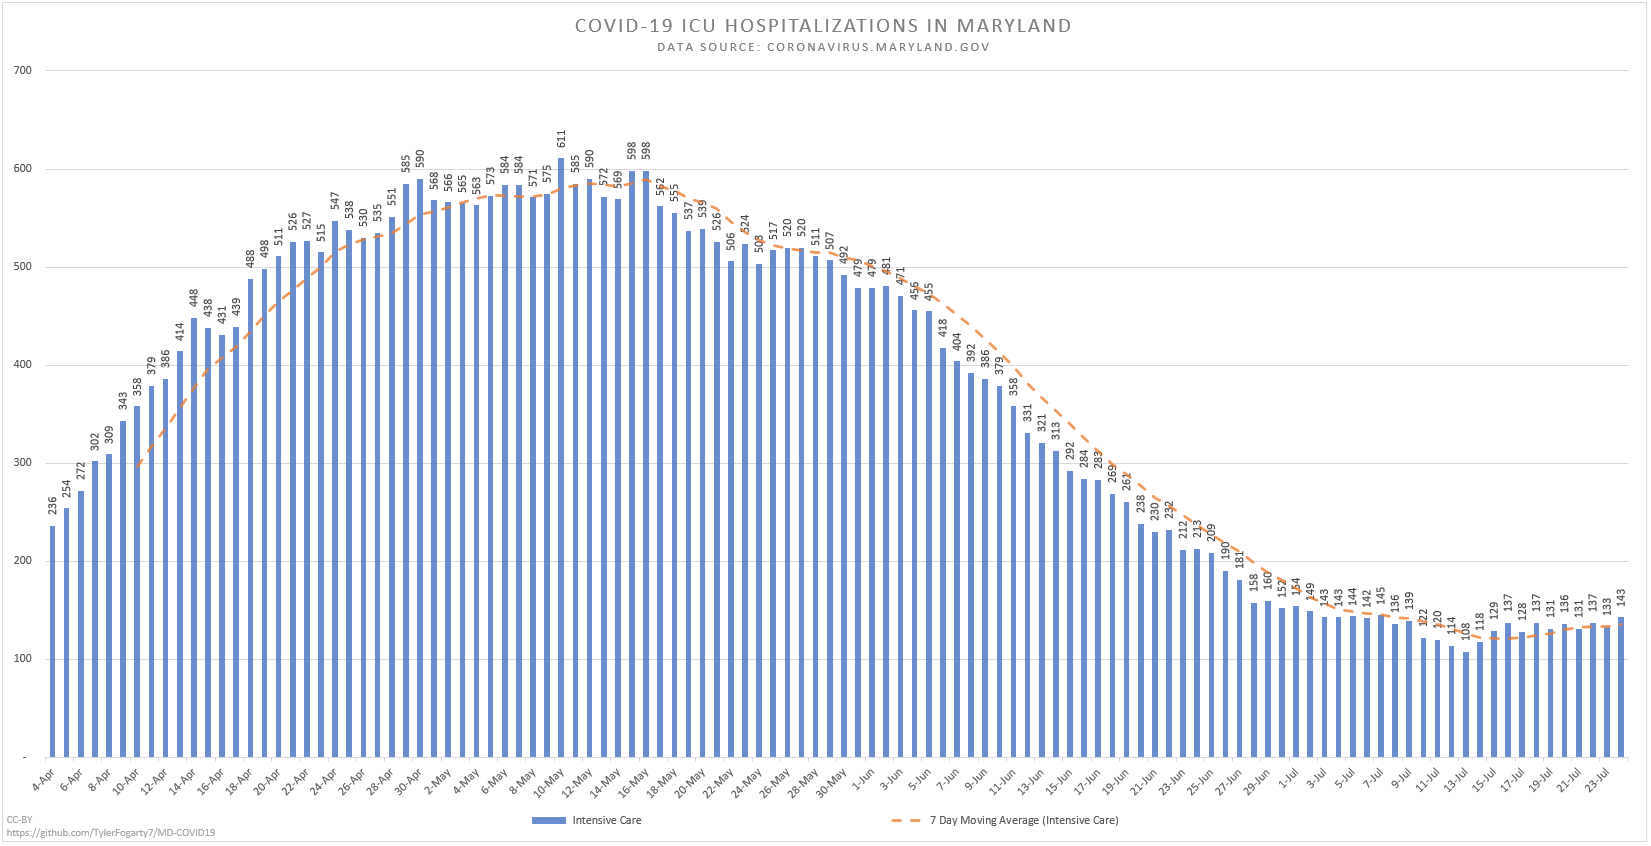 COVID-19 ICU HOSPITALIZATIONS IN MARYLAND
DATA SOURCE: CORONAVIRUS.MARYLAND.GOV
700
600
500
400
300
200
100
-
236 254 272 302 309 343 358 379 386 414 448 438 431 439 488 498 511 526 527 515 547 538 530 535 551 585 590 568 566 565 563 573 584 584 571 575 611 585 590 572 569 598 598 562 555 537 539 526 506 524 503 517 520 520 511 507 492 479 479 481 471 456 455 418 404 392 386 379 358 331 321 313 292 284 283 269 261 238 230 232 212 213 209 190 181 158 160 152 154 149 143 143 144 142 145 136 139 122 120 114 108 118 129 137 128 137 131 136 131 137 133 143
4-Apr 6-Apr 8-Apr 10-Apr 12-Apr 14-Apr 16-Apr 18-Apr 20-Apr 22-Apr 24-Apr 26-Apr 28-Apr 30-Apr 2-May 4-May 6-May 8-May 10-May 12-May 14-May 16-May 18-May 20-May 22-May 24-May 26-May 28-May 30-May 1-Jun 3-Jun 5-Jun 7-Jun 9-Jun 11-Jun 13-Jun 15-Jun 17-Jun 19-Jun 21-Jun 23-Jun 25-Jun 27-Jun 29-Jun 1-Jul 3-Jul 5-Jul 7-Jul 9-Jul 11-Jul 13-Jul 15-Jul 17-Jul 19-Jul 21-Jul 23-Jul
Intensive Care
7 Day Moving Average (Intensive Care)
CC-BY
https://github.com/TylerFogarty7/MD-COVID19